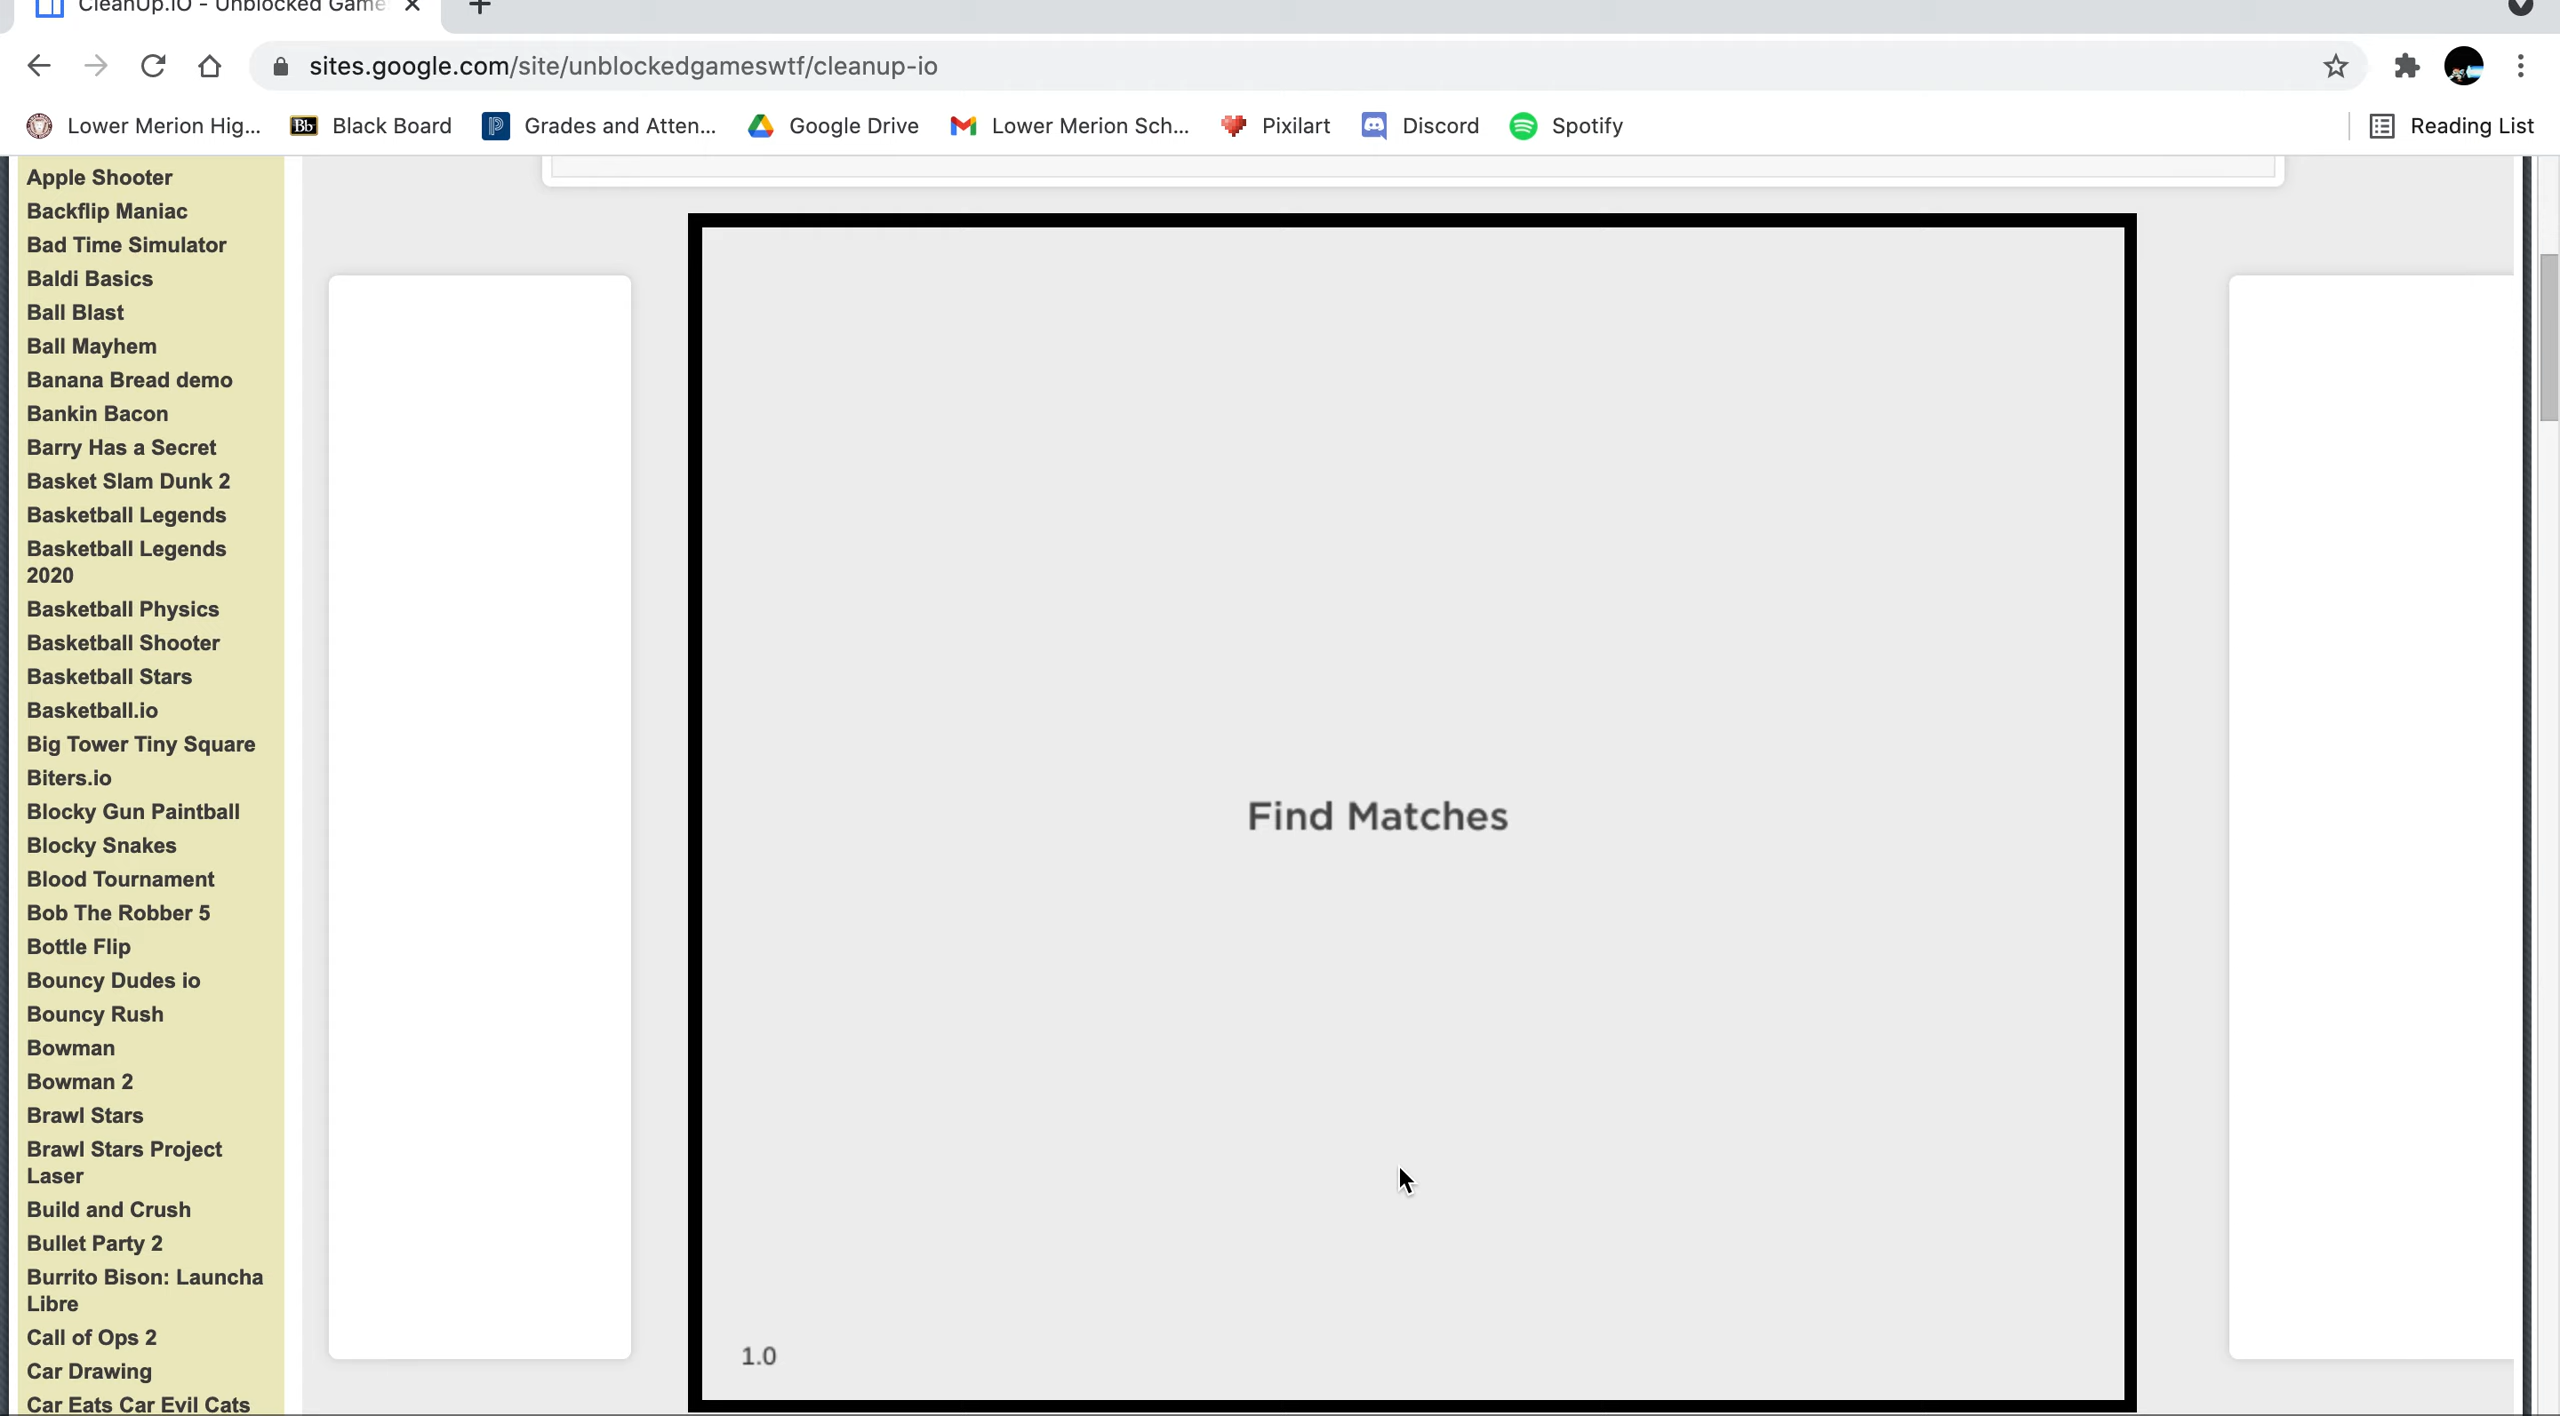 CleanUp.IO - Unblocked Game
sites.google.com/site/unblockedgameswtf/cleanup-io
Lower Merion Hig...
Bb
Black Board
Grades and Atten...
Google Drive
Lower Merion Sch...
Pixilart
Discord
Spotify
Reading List
Apple Shooter
Backflip Maniac
Bad Time Simulator
Baldi Basics
Ball Blast
Ball Mayhem
Banana Bread demo
Bankin Bacon
Barry Has a Secret
Basket Slam Dunk 2
Basketball Legends
Basketball Legends
2020
Basketball Physics
Basketball Shooter
Basketball Stars
Basketball.io
Big Tower Tiny Square
Biters.io
Blocky Gun Paintball
Blocky Snakes
Blood Tournament
Bob The Robber 5
Bottle Flip
Bouncy Dudes io
Bouncy Rush
Bowman
Bowman 2
Brawl Stars
Brawl Stars Project
Laser
Build and Crush
Bullet Party 2
Burrito Bison: Launcha
Libre
Call of Ops 2
Car Drawing
Car Eats Car Evil Cats
Find Matches
1.0